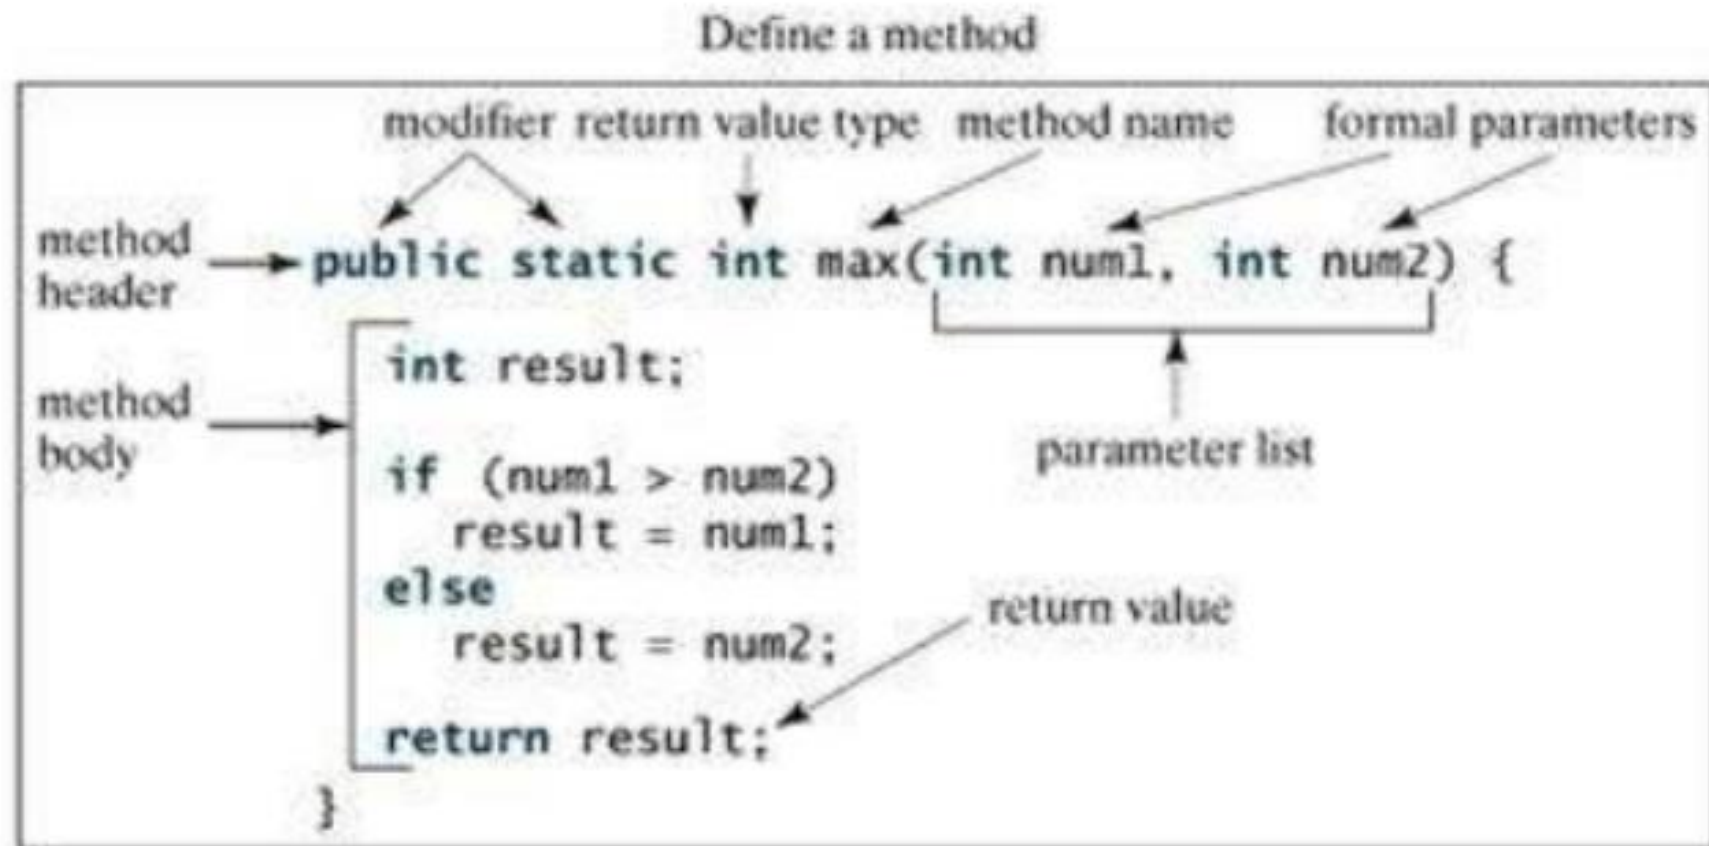 Define a method
modifier return value type method name formal parameters
method
header
public static int max(int num1, int num2) {
int result;
method
body
parameter list
if (num1 > num2)
result = num1;
else
result = num2;
return value
return result;
}